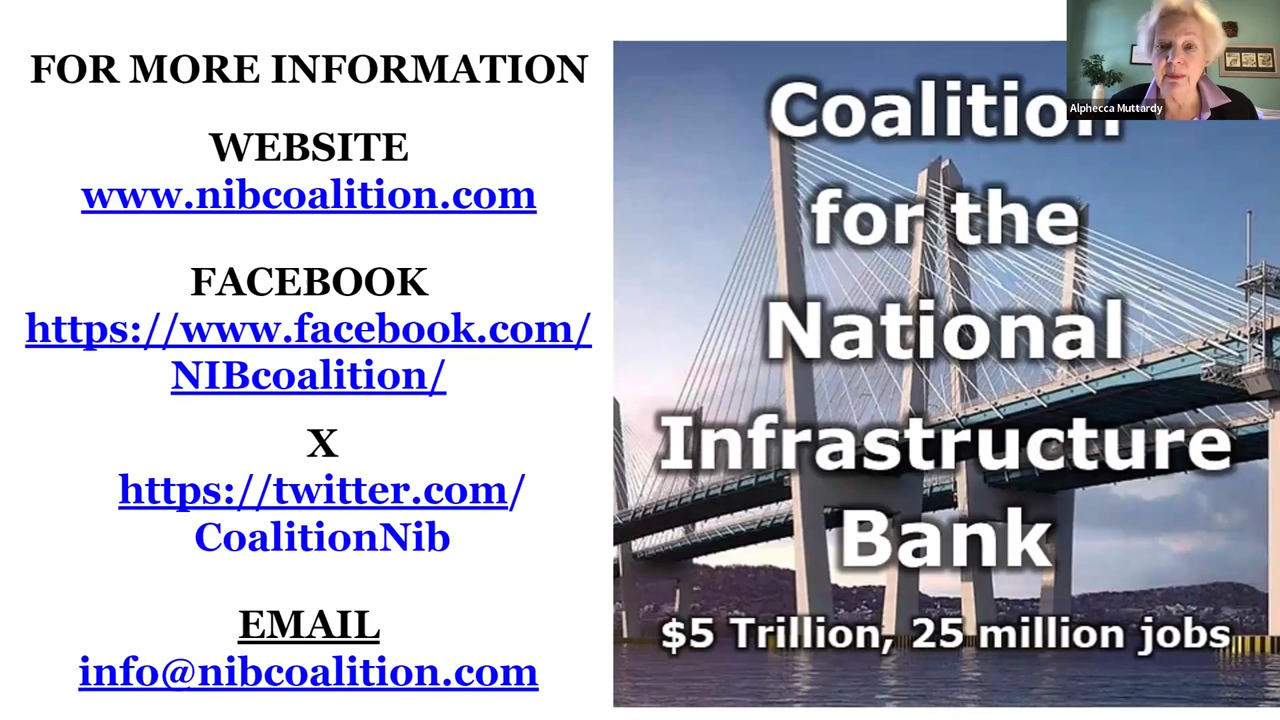 FOR MORE INFORMATION
WEBSITE
www.nibcoalition.com
FACEBOOK
https://www.facebook.com/
NIBcoalition/
X
https://twitter.com/
CoalitionNib
EMAIL
info@nibcoalition.com
Coalition
for the
National
Infrastructure
Bank
$5 Trillion, 25 million jobs
Alphecca Muttardy